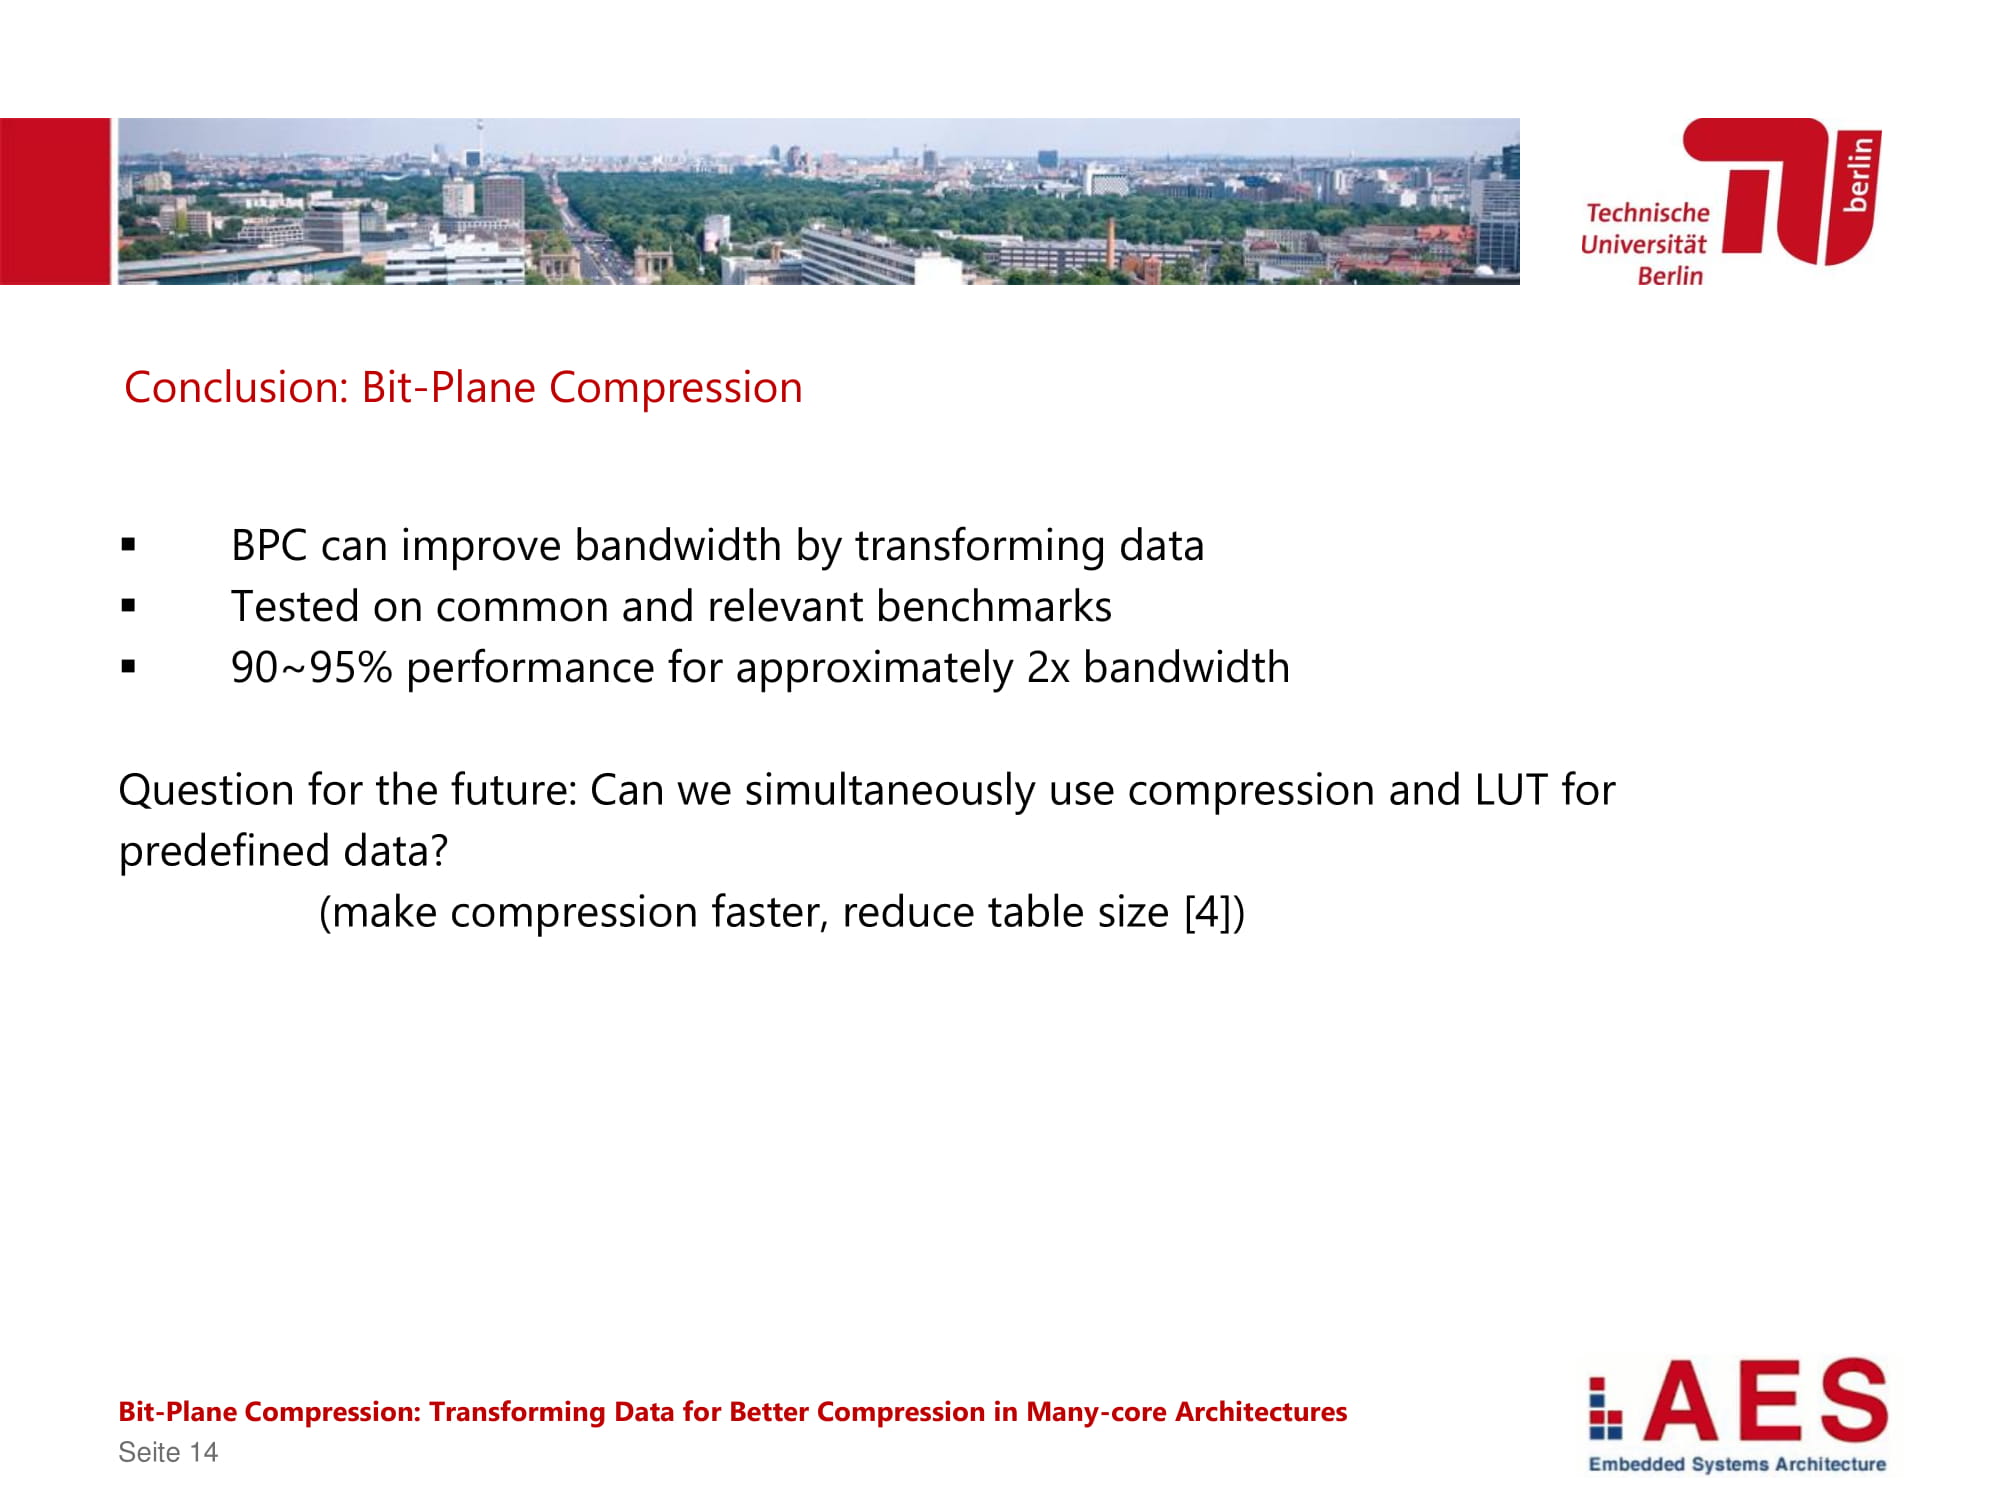 berlin
Technische
Universität
Berlin
Conclusion: Bit-Plane Compression
▪ BPC can improve bandwidth by transforming data
▪ Tested on common and relevant benchmarks
▪ 90~95% performance for approximately 2x bandwidth
Question for the future: Can we simultaneously use compression and LUT for
predefined data?
(make compression faster, reduce table size [4])
Bit-Plane Compression: Transforming Data for Better Compression in Many-core Architectures
Seite 14
AES
Embedded Systems Architecture